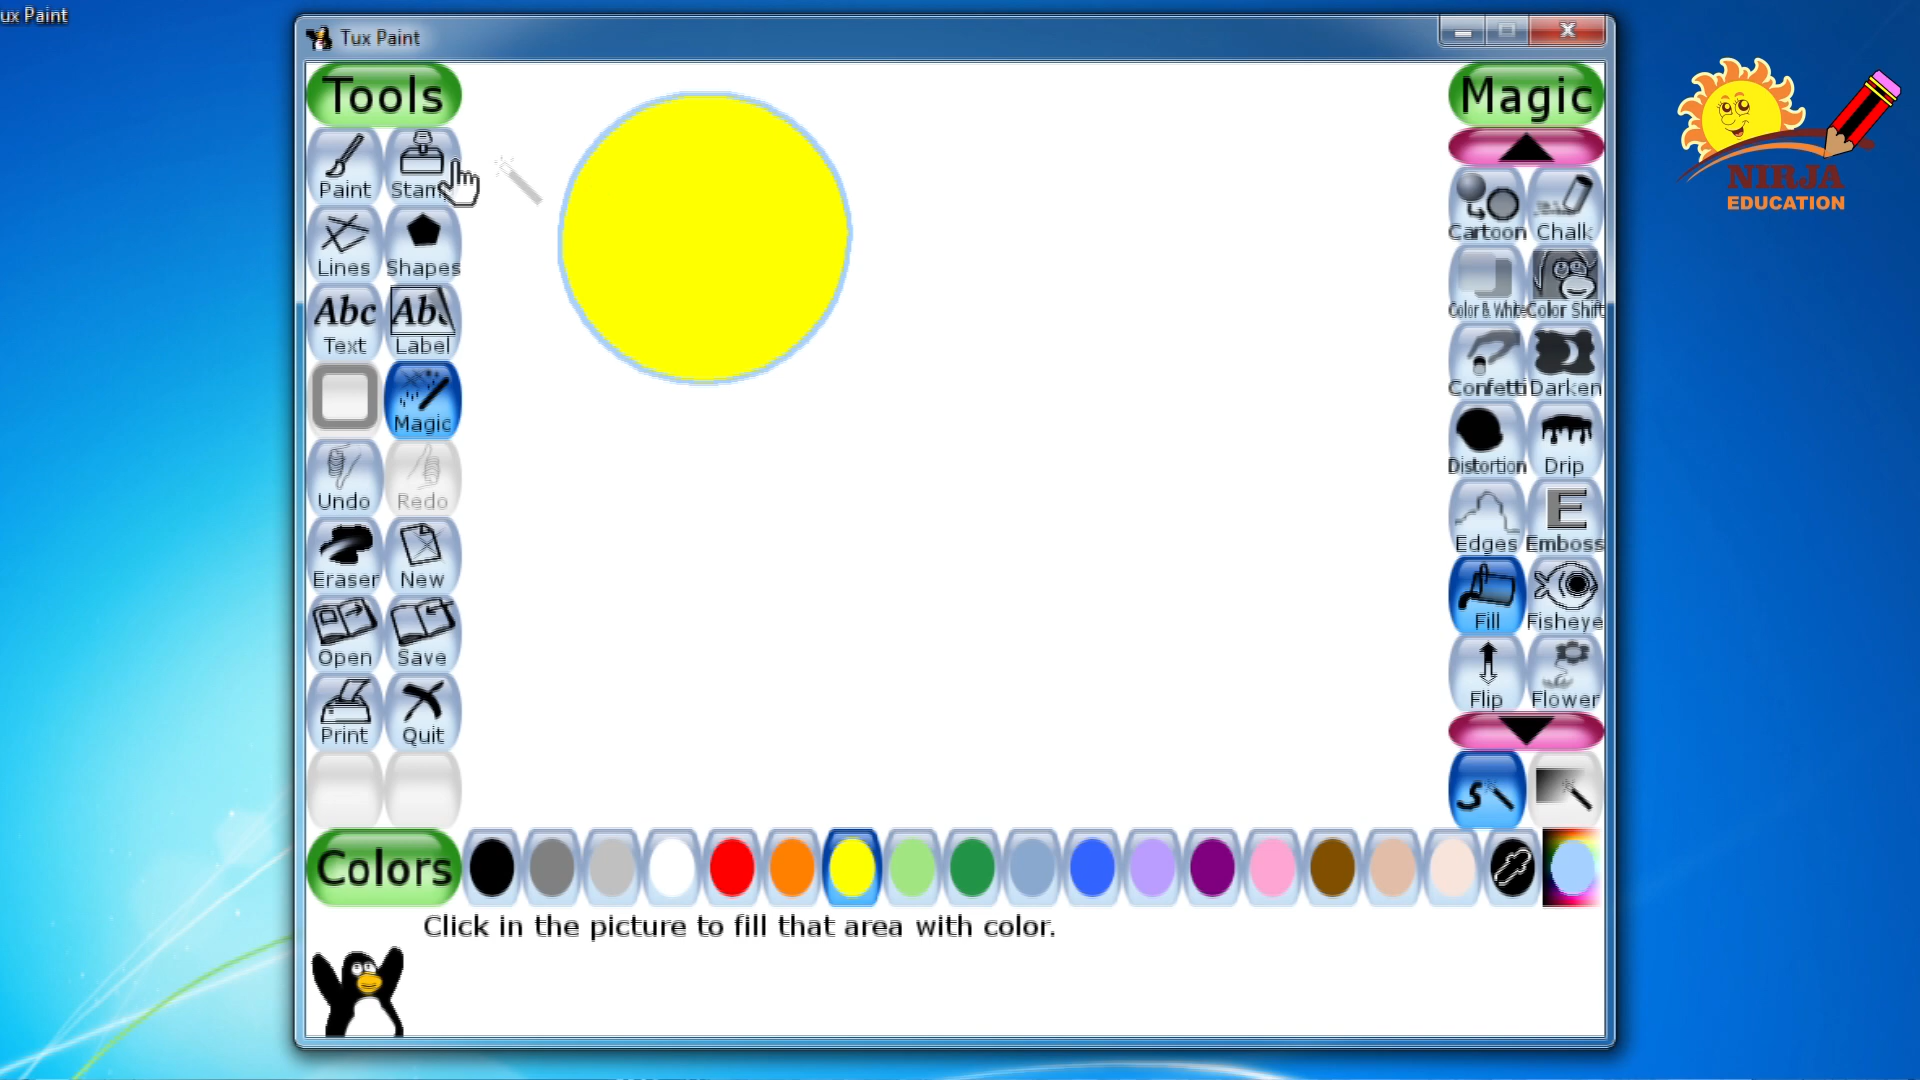 ux Paint
Tux Paint
Tools
Magic
Paint
Stam
Cartoon
Chalk
NIRJA
EDUCATION
Lines
Shapes
Color & White
Color Shift
Abc
Abc
Text
Label
Confetti
Darken
Magic
Distortion
Drip
Undo
Redo
Edges
E
Emboss
Eraser
New
Fill
Fisheye
Open
Save
Flip
Flower
Print
Quit
Colors
Click in the picture to fill that area with color.